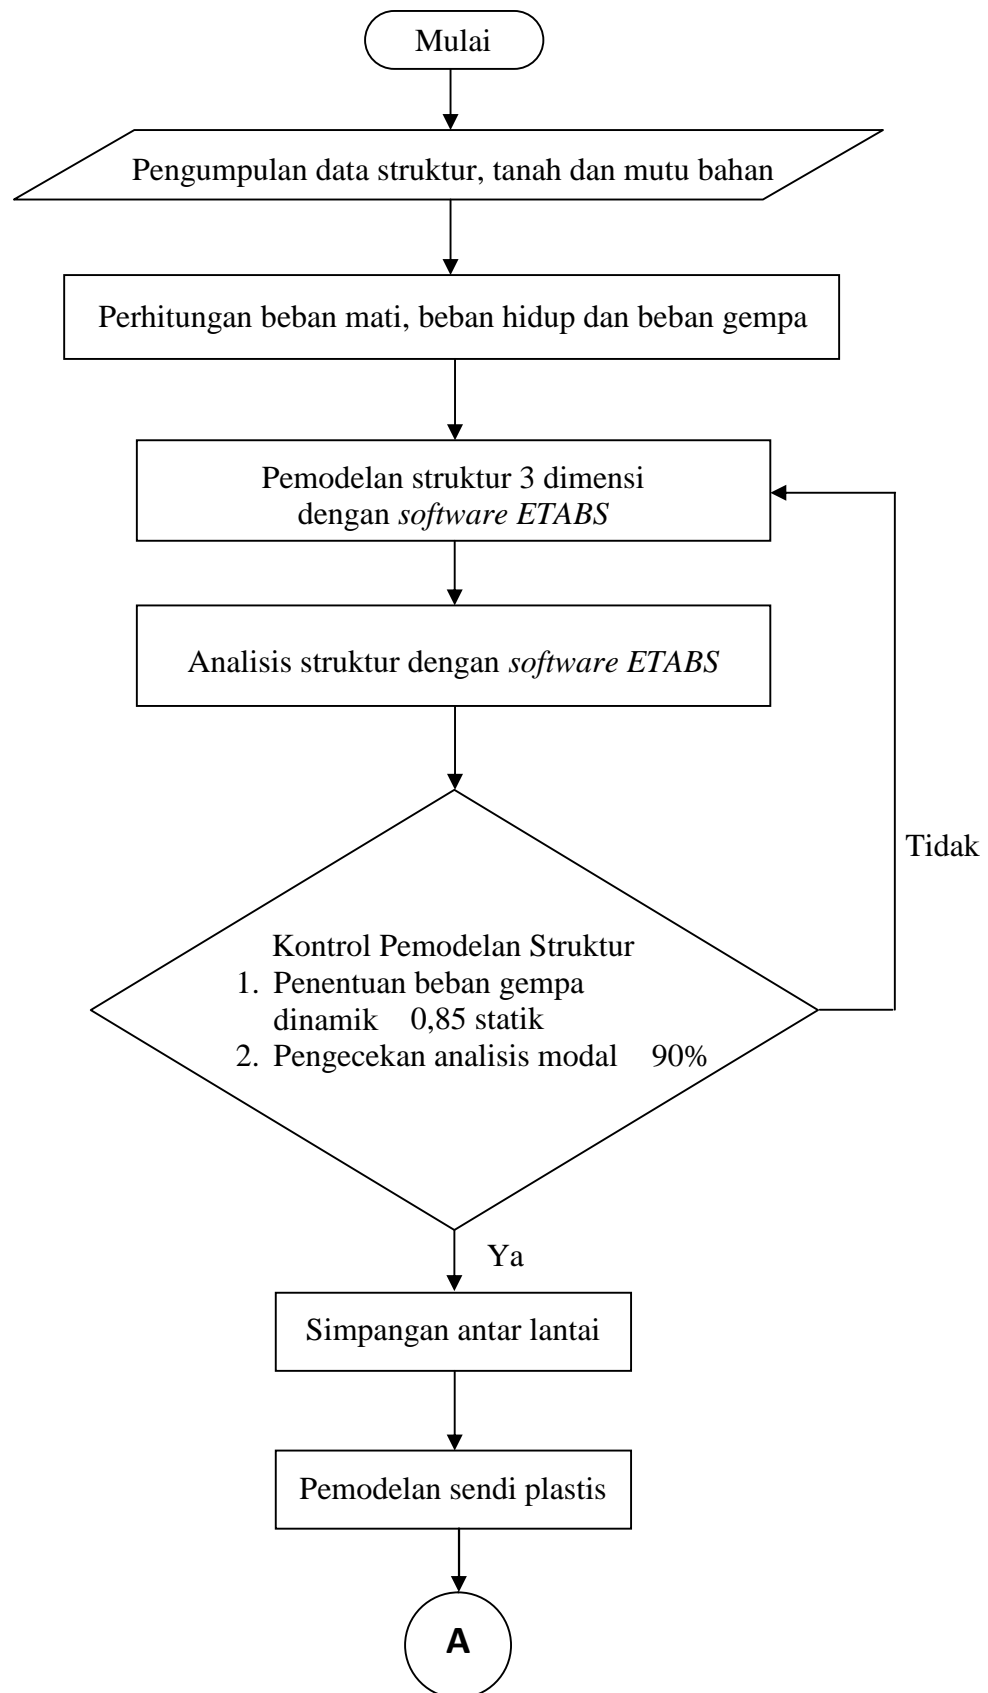 Mulai
Pengumpulan data struktur, tanah dan mutu bahan
Perhitungan beban mati, beban hidup dan beban gempa
Pemodelan struktur 3 dimensi
dengan software ETABS
Analisis struktur dengan software ETABS
Tidak
Kontrol Pemodelan Struktur
1. Penentuan beban gempa
dinamik 0,85 statik
2. Pengecekan analisis modal 90%
Ya
Simpangan antar lantai
Pemodelan sendi plastis
A